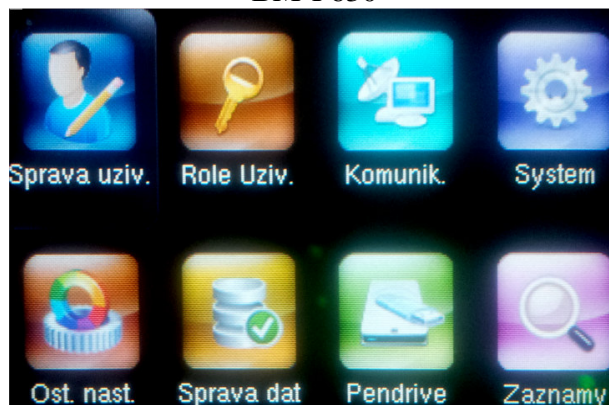 Sprava uziv. Role Uziv. Komunik. System
Ost. nast. Sprava dat Pendrive Zaznamy